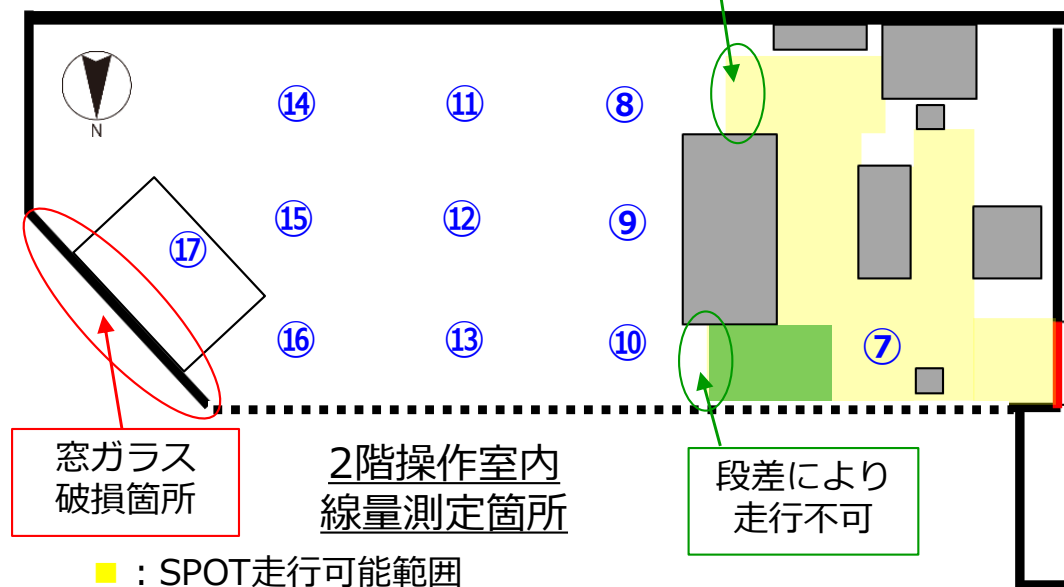 N
⑭
⑪
⑧
⑮
⑫
⑨
⑰
⑯
⑬
⑩
⑦
窓ガラス
破損箇所
2階操作室内
線量測定箇所
段差により
走行不可
:SPOT走行可能範囲